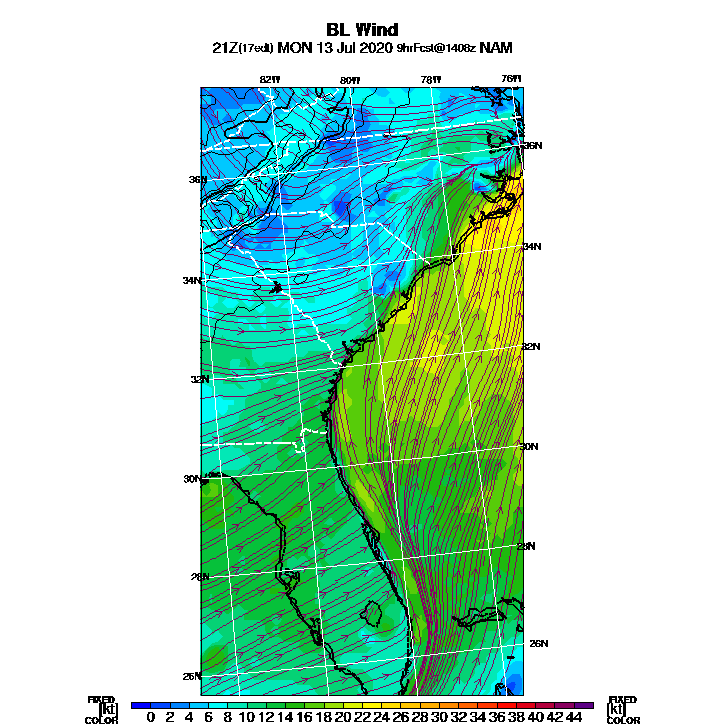 BL Wind
21Z(17edt) MON 13 Jul 2020 9hrFcst@1408z NAM
82W 80W 78W 76W
36N 36N
34N 34N
32N 32N
30N 30N
28N 28N
26N 26N
FIXED FIXED
[kt] 0 2 4 6 8 10 12 14 16 18 20 22 24 26 28 30 32 34 36 38 40 42 44 [kt]
COLOR COLOR